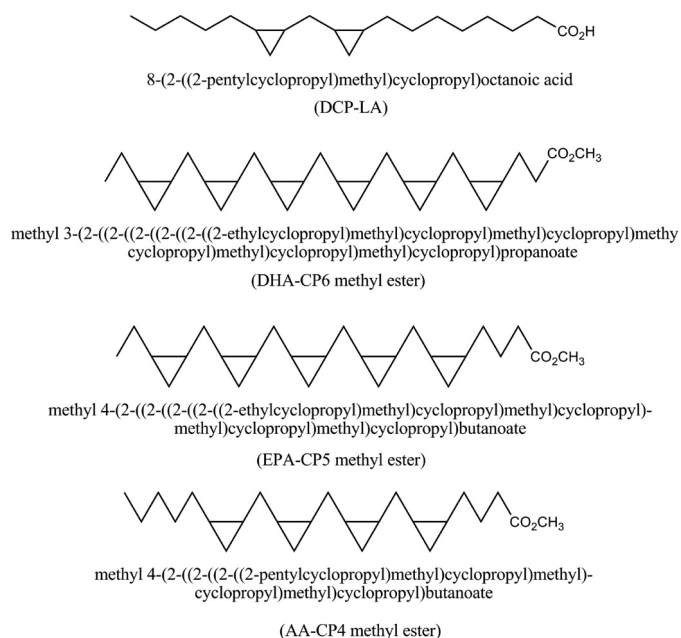 CO₂H
8-(2-((2-pentylcyclopropyl)methyl)cyclopropyl)octanoic acid
(DCP-LA)
CO₂CH₃
methyl 3-(2-((2-((2-((2-((2-((2-ethylcyclopropyl)methyl)cyclopropyl)methyl)cyclopropyl)methy
cyclopropyl)methyl)cyclopropyl)methyl)cyclopropyl)propanoate
(DHA-CP6 methyl ester)
CO₂CH₃
methyl 4-(2-((2-((2-((2-((2-ethylcyclopropyl)methyl)cyclopropyl)methyl)cyclopropyl)-
methyl)cyclopropyl)methyl)cyclopropyl)butanoate
(EPA-CP5 methyl ester)
CO₂CH₃
methyl 4-(2-((2-((2-((2-pentylcyclopropyl)methyl)cyclopropyl)methyl)-
cyclopropyl)methyl)cyclopropyl)butanoate
(AA-CP4 methyl ester)